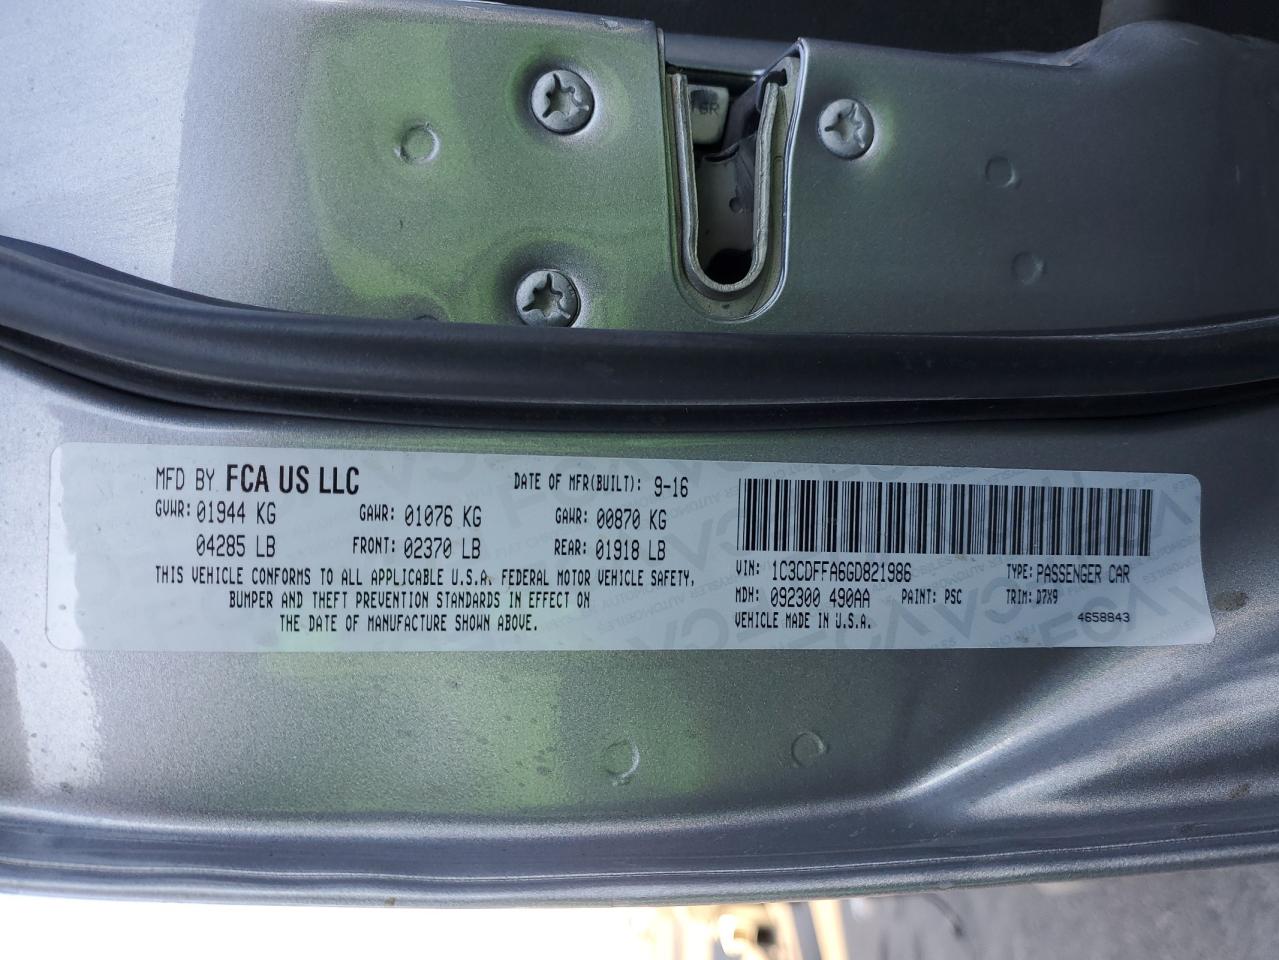 SR
MFD BY FCA US LLC DATE OF MFR(BUILT): 9-16
GVWR: 01944 KG GAWR: 01076 KG GAWR: 00870 KG
04285 LB FRONT: 02370 LB REAR: 01918 LB
THIS VEHICLE CONFORMS TO ALL APPLICABLE U.S.A. FEDERAL MOTOR VEHICLE SAFETY,
BUMPER AND THEFT PREVENTION STANDARDS IN EFFECT ON
THE DATE OF MANUFACTURE SHOWN ABOVE.
VIN: 1C3CDFFA6GD821986 TYPE: PASSENGER CAR
MDH: 092300 490AA PAINT: PSC TRIM: D7X9
VEHICLE MADE IN U.S.A. 4658843